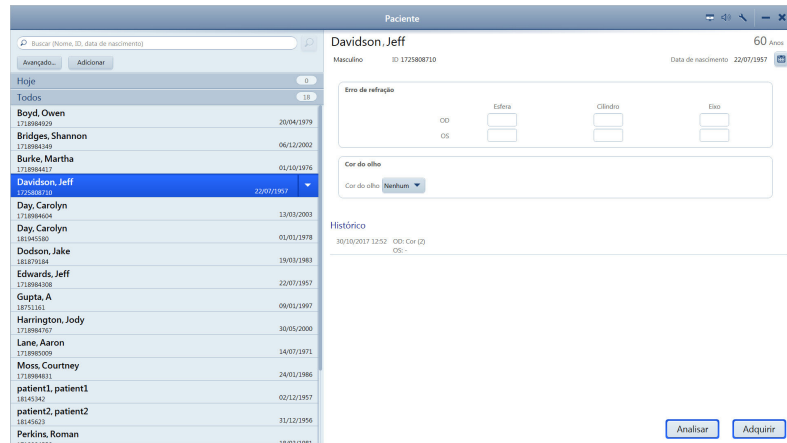 Paciente
Buscar (Nome, ID, data de nascimento)
Avançado... Adicionar
Hoje 0
Todos 18
Boyd, Owen
1718984929 20/04/1979
Bridges, Shannon
1718984349 06/12/2002
Burke, Martha
1718984417 01/10/1976
Davidson, Jeff
1725808710 22/07/1957
Day, Carolyn
1718984604 13/03/2003
Day, Carolyn
181945580 01/01/1978
Dodson, Jake
181879184 19/03/1983
Edwards, Jeff
1718984308 22/07/1957
Gupta, A
18751161 09/01/1997
Harrington, Jody
1718984767 30/05/2000
Lane, Aaron
1718985009 14/07/1971
Moss, Courtney
1718984831 24/01/1986
patient1, patient1
18145342 02/12/1957
patient2, patient2
18145623 31/12/1956
Perkins, Roman
Davidson, Jeff 60 Anos
Masculino ID 1725808710 Data de nascimento 22/07/1957
Erro de refração
Esfera Cilindro Eixo
OD
OS
Cor do olho
Cor do olho Nenhum
Histórico
30/10/2017 12:52 OD: Cor (2)
OS: -
Analisar Adquirir